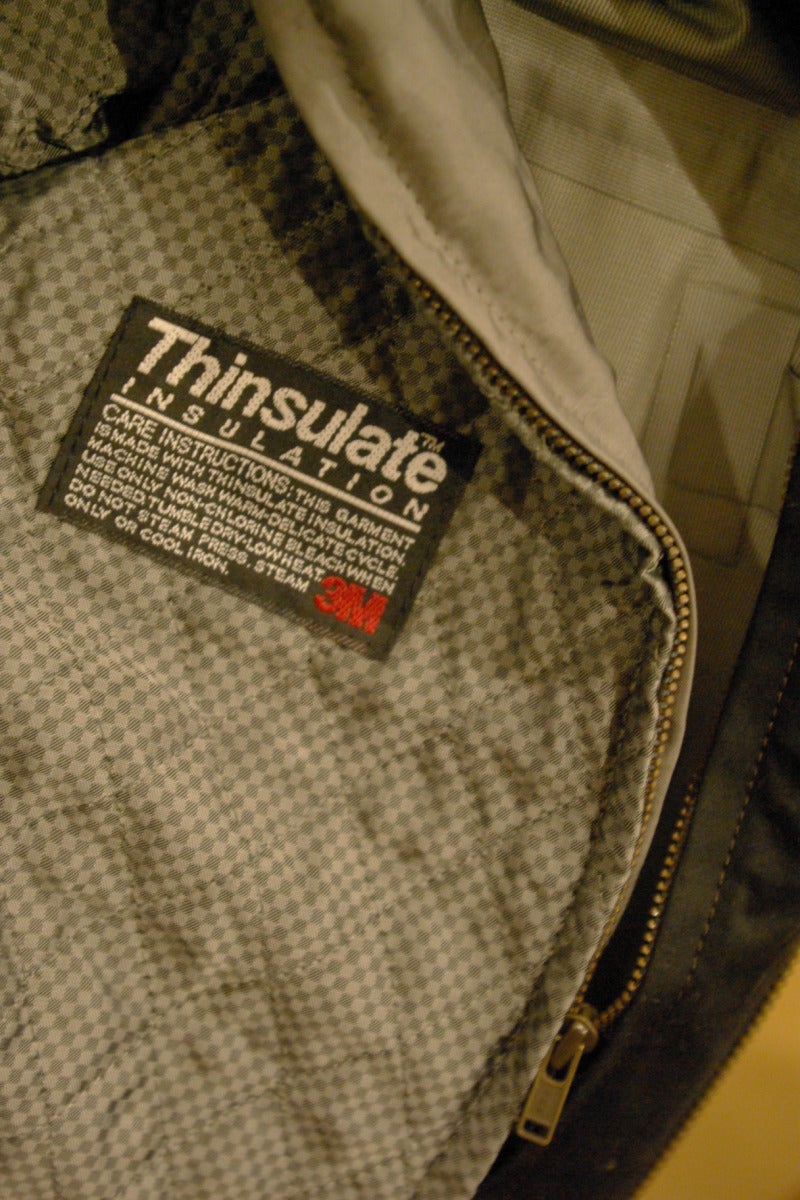 Thinsulate™
INSULATION
CARE INSTRUCTIONS: THIS GARMENT
IS MADE WITH THINSULATE INSULATION.
MACHINE WASH WARM-DELICATE CYCLE.
USE ONLY NON-CHLORINE BLEACH WHEN
NEEDED, TUMBLE DRY-LOW HEAT
DO NOT STEAM PRESS, STEAM
ONLY OR COOL IRON.
3M